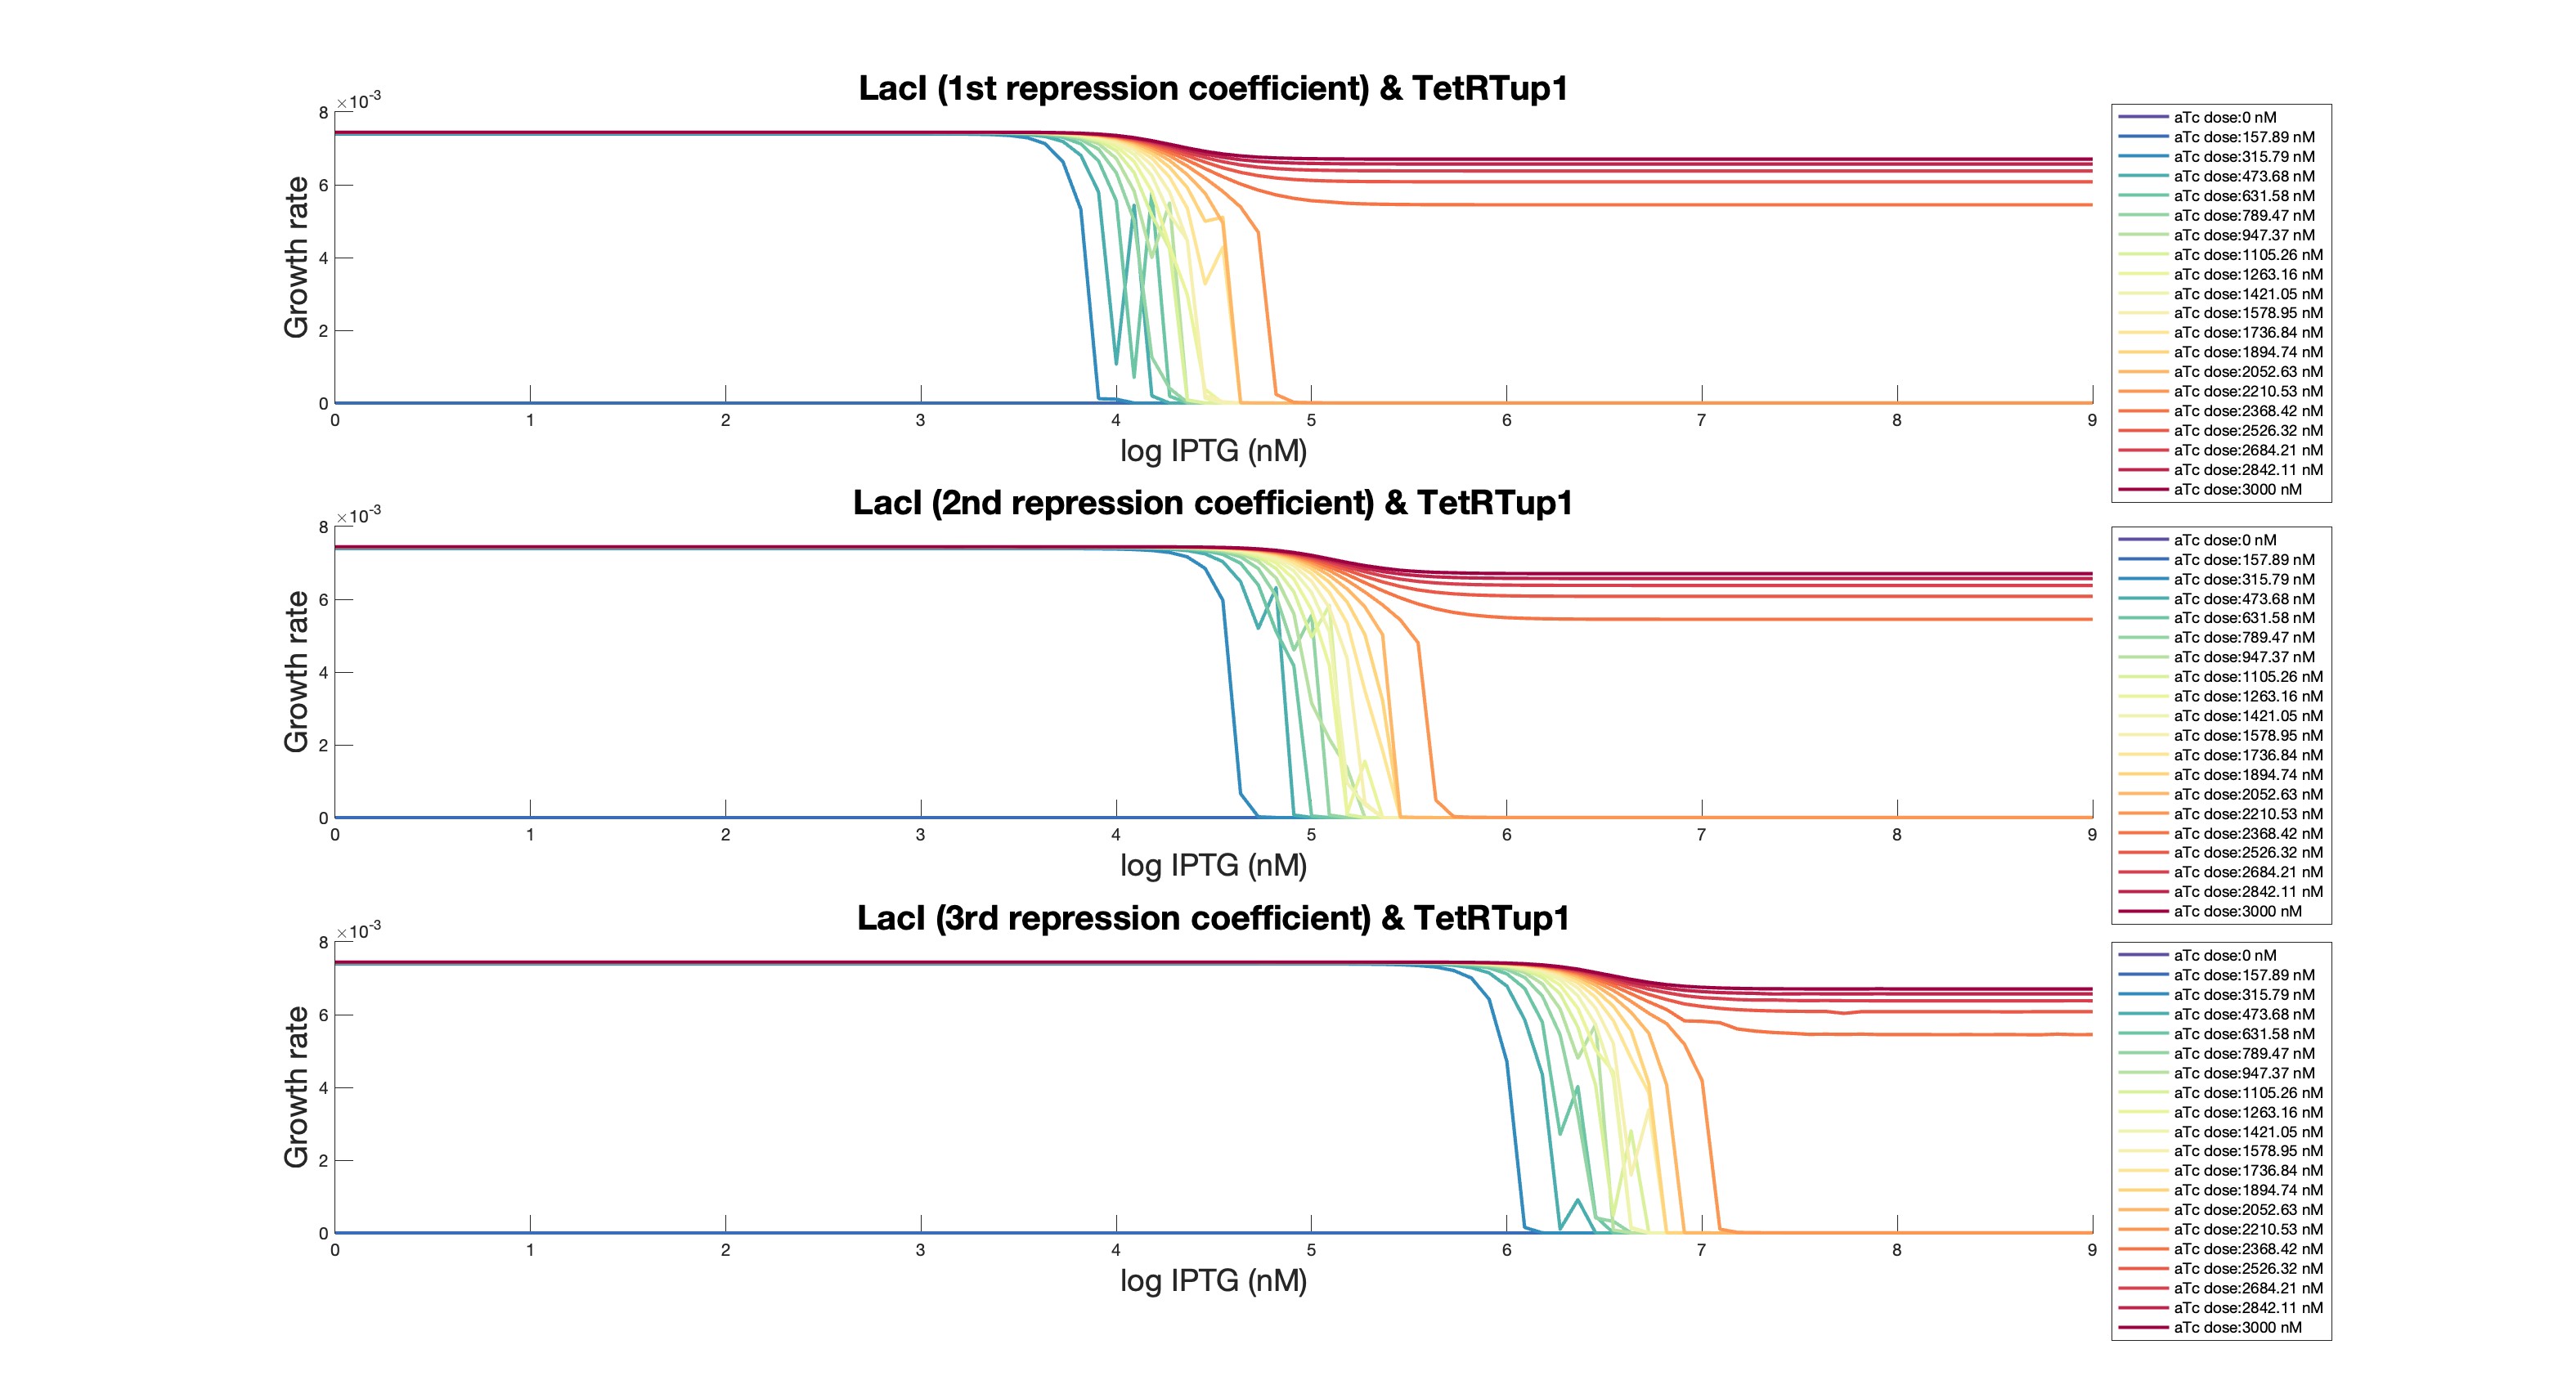 LacI (1st repression coefficient) & TetRTup1
×10-3
8
6
4
2
0
Growth rate
0 1 2 3 4 5 6 7 8 9
log IPTG (nM)
aTc dose:0 nM
aTc dose:157.89 nM
aTc dose:315.79 nM
aTc dose:473.68 nM
aTc dose:631.58 nM
aTc dose:789.47 nM
aTc dose:947.37 nM
aTc dose:1105.26 nM
aTc dose:1263.16 nM
aTc dose:1421.05 nM
aTc dose:1578.95 nM
aTc dose:1736.84 nM
aTc dose:1894.74 nM
aTc dose:2052.63 nM
aTc dose:2210.53 nM
aTc dose:2368.42 nM
aTc dose:2526.32 nM
aTc dose:2684.21 nM
aTc dose:2842.11 nM
aTc dose:3000 nM
LacI (2nd repression coefficient) & TetRTup1
×10-3
8
6
4
2
0
Growth rate
0 1 2 3 4 5 6 7 8 9
log IPTG (nM)
aTc dose:0 nM
aTc dose:157.89 nM
aTc dose:315.79 nM
aTc dose:473.68 nM
aTc dose:631.58 nM
aTc dose:789.47 nM
aTc dose:947.37 nM
aTc dose:1105.26 nM
aTc dose:1263.16 nM
aTc dose:1421.05 nM
aTc dose:1578.95 nM
aTc dose:1736.84 nM
aTc dose:1894.74 nM
aTc dose:2052.63 nM
aTc dose:2210.53 nM
aTc dose:2368.42 nM
aTc dose:2526.32 nM
aTc dose:2684.21 nM
aTc dose:2842.11 nM
aTc dose:3000 nM
LacI (3rd repression coefficient) & TetRTup1
×10-3
8
6
4
2
0
Growth rate
0 1 2 3 4 5 6 7 8 9
log IPTG (nM)
aTc dose:0 nM
aTc dose:157.89 nM
aTc dose:315.79 nM
aTc dose:473.68 nM
aTc dose:631.58 nM
aTc dose:789.47 nM
aTc dose:947.37 nM
aTc dose:1105.26 nM
aTc dose:1263.16 nM
aTc dose:1421.05 nM
aTc dose:1578.95 nM
aTc dose:1736.84 nM
aTc dose:1894.74 nM
aTc dose:2052.63 nM
aTc dose:2210.53 nM
aTc dose:2368.42 nM
aTc dose:2526.32 nM
aTc dose:2684.21 nM
aTc dose:2842.11 nM
aTc dose:3000 nM